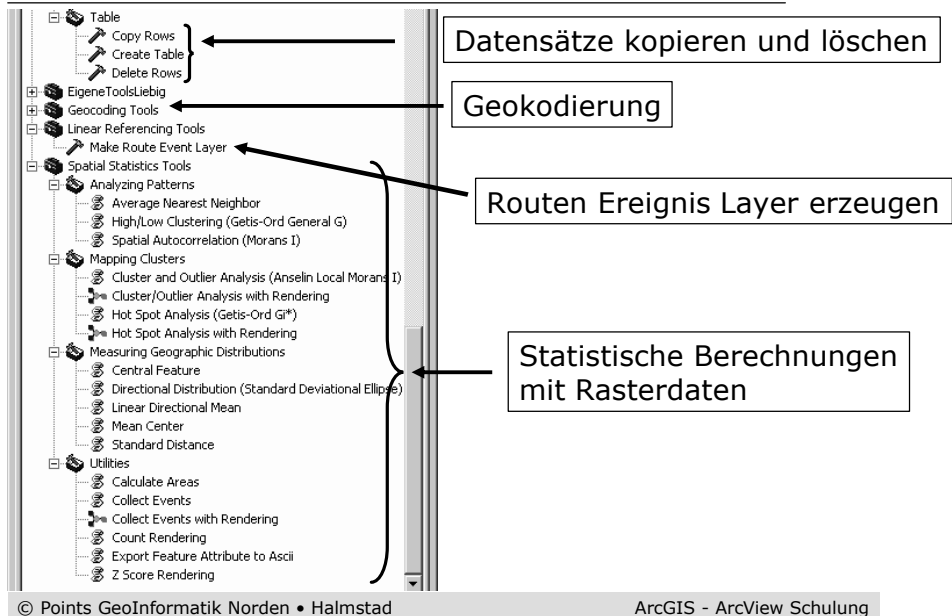 Table
Copy Rows
Create Table
Delete Rows
EigeneToolsLiebig
Geocoding Tools
Linear Referencing Tools
Make Route Event Layer
Spatial Statistics Tools
Analyzing Patterns
Average Nearest Neighbor
High/Low Clustering (Getis-Ord General G)
Spatial Autocorrelation (Morans I)
Mapping Clusters
Cluster and Outlier Analysis (Anselin Local Morans I)
Cluster/Outlier Analysis with Rendering
Hot Spot Analysis (Getis-Ord Gi*)
Hot Spot Analysis with Rendering
Measuring Geographic Distributions
Central Feature
Directional Distribution (Standard Deviational Ellipse)
Linear Directional Mean
Mean Center
Standard Distance
Utilities
Calculate Areas
Collect Events
Collect Events with Rendering
Count Rendering
Export Feature Attribute to Ascii
Z Score Rendering
Datensätze kopieren und löschen
Geokodierung
Routen Ereignis Layer erzeugen
Statistische Berechnungen
mit Rasterdaten
© Points GeoInformatik Norden • Halmstad
ArcGIS - ArcView Schulung